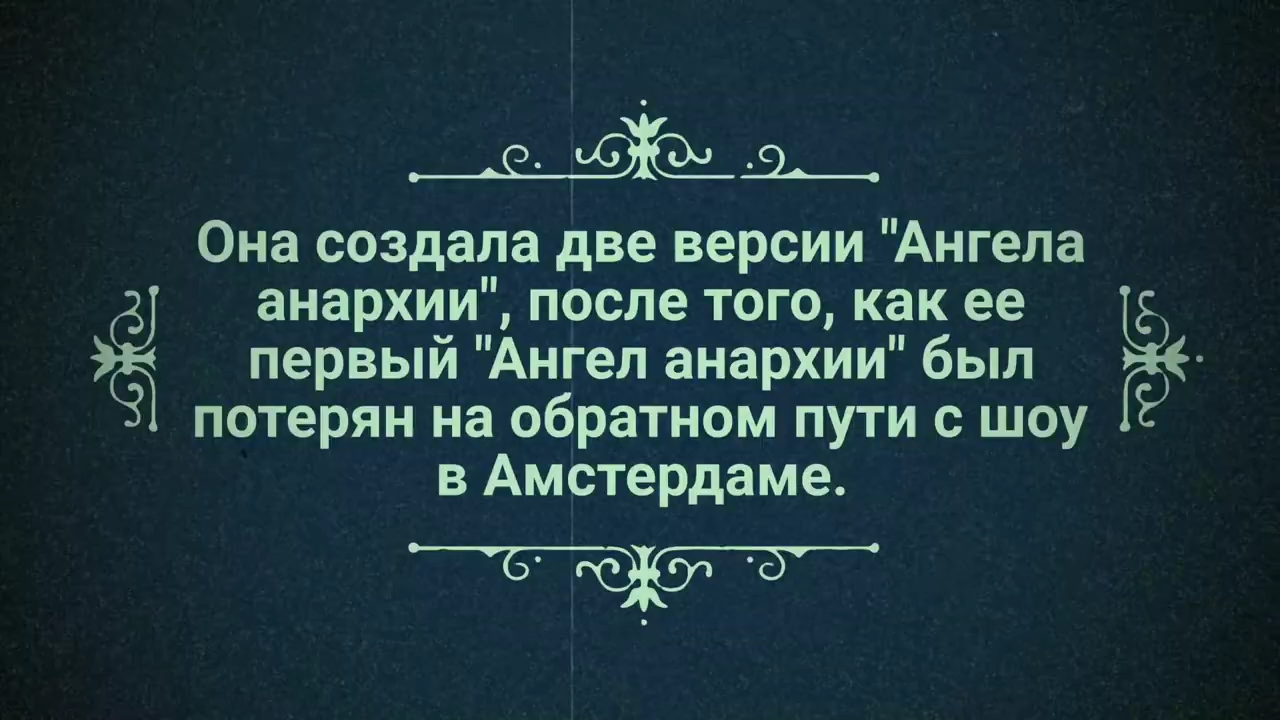 Она создала две версии "Ангела
анархии", после того, как ее
первый "Ангел анархии" был
потерян на обратном пути с шоу
в Амстердаме.